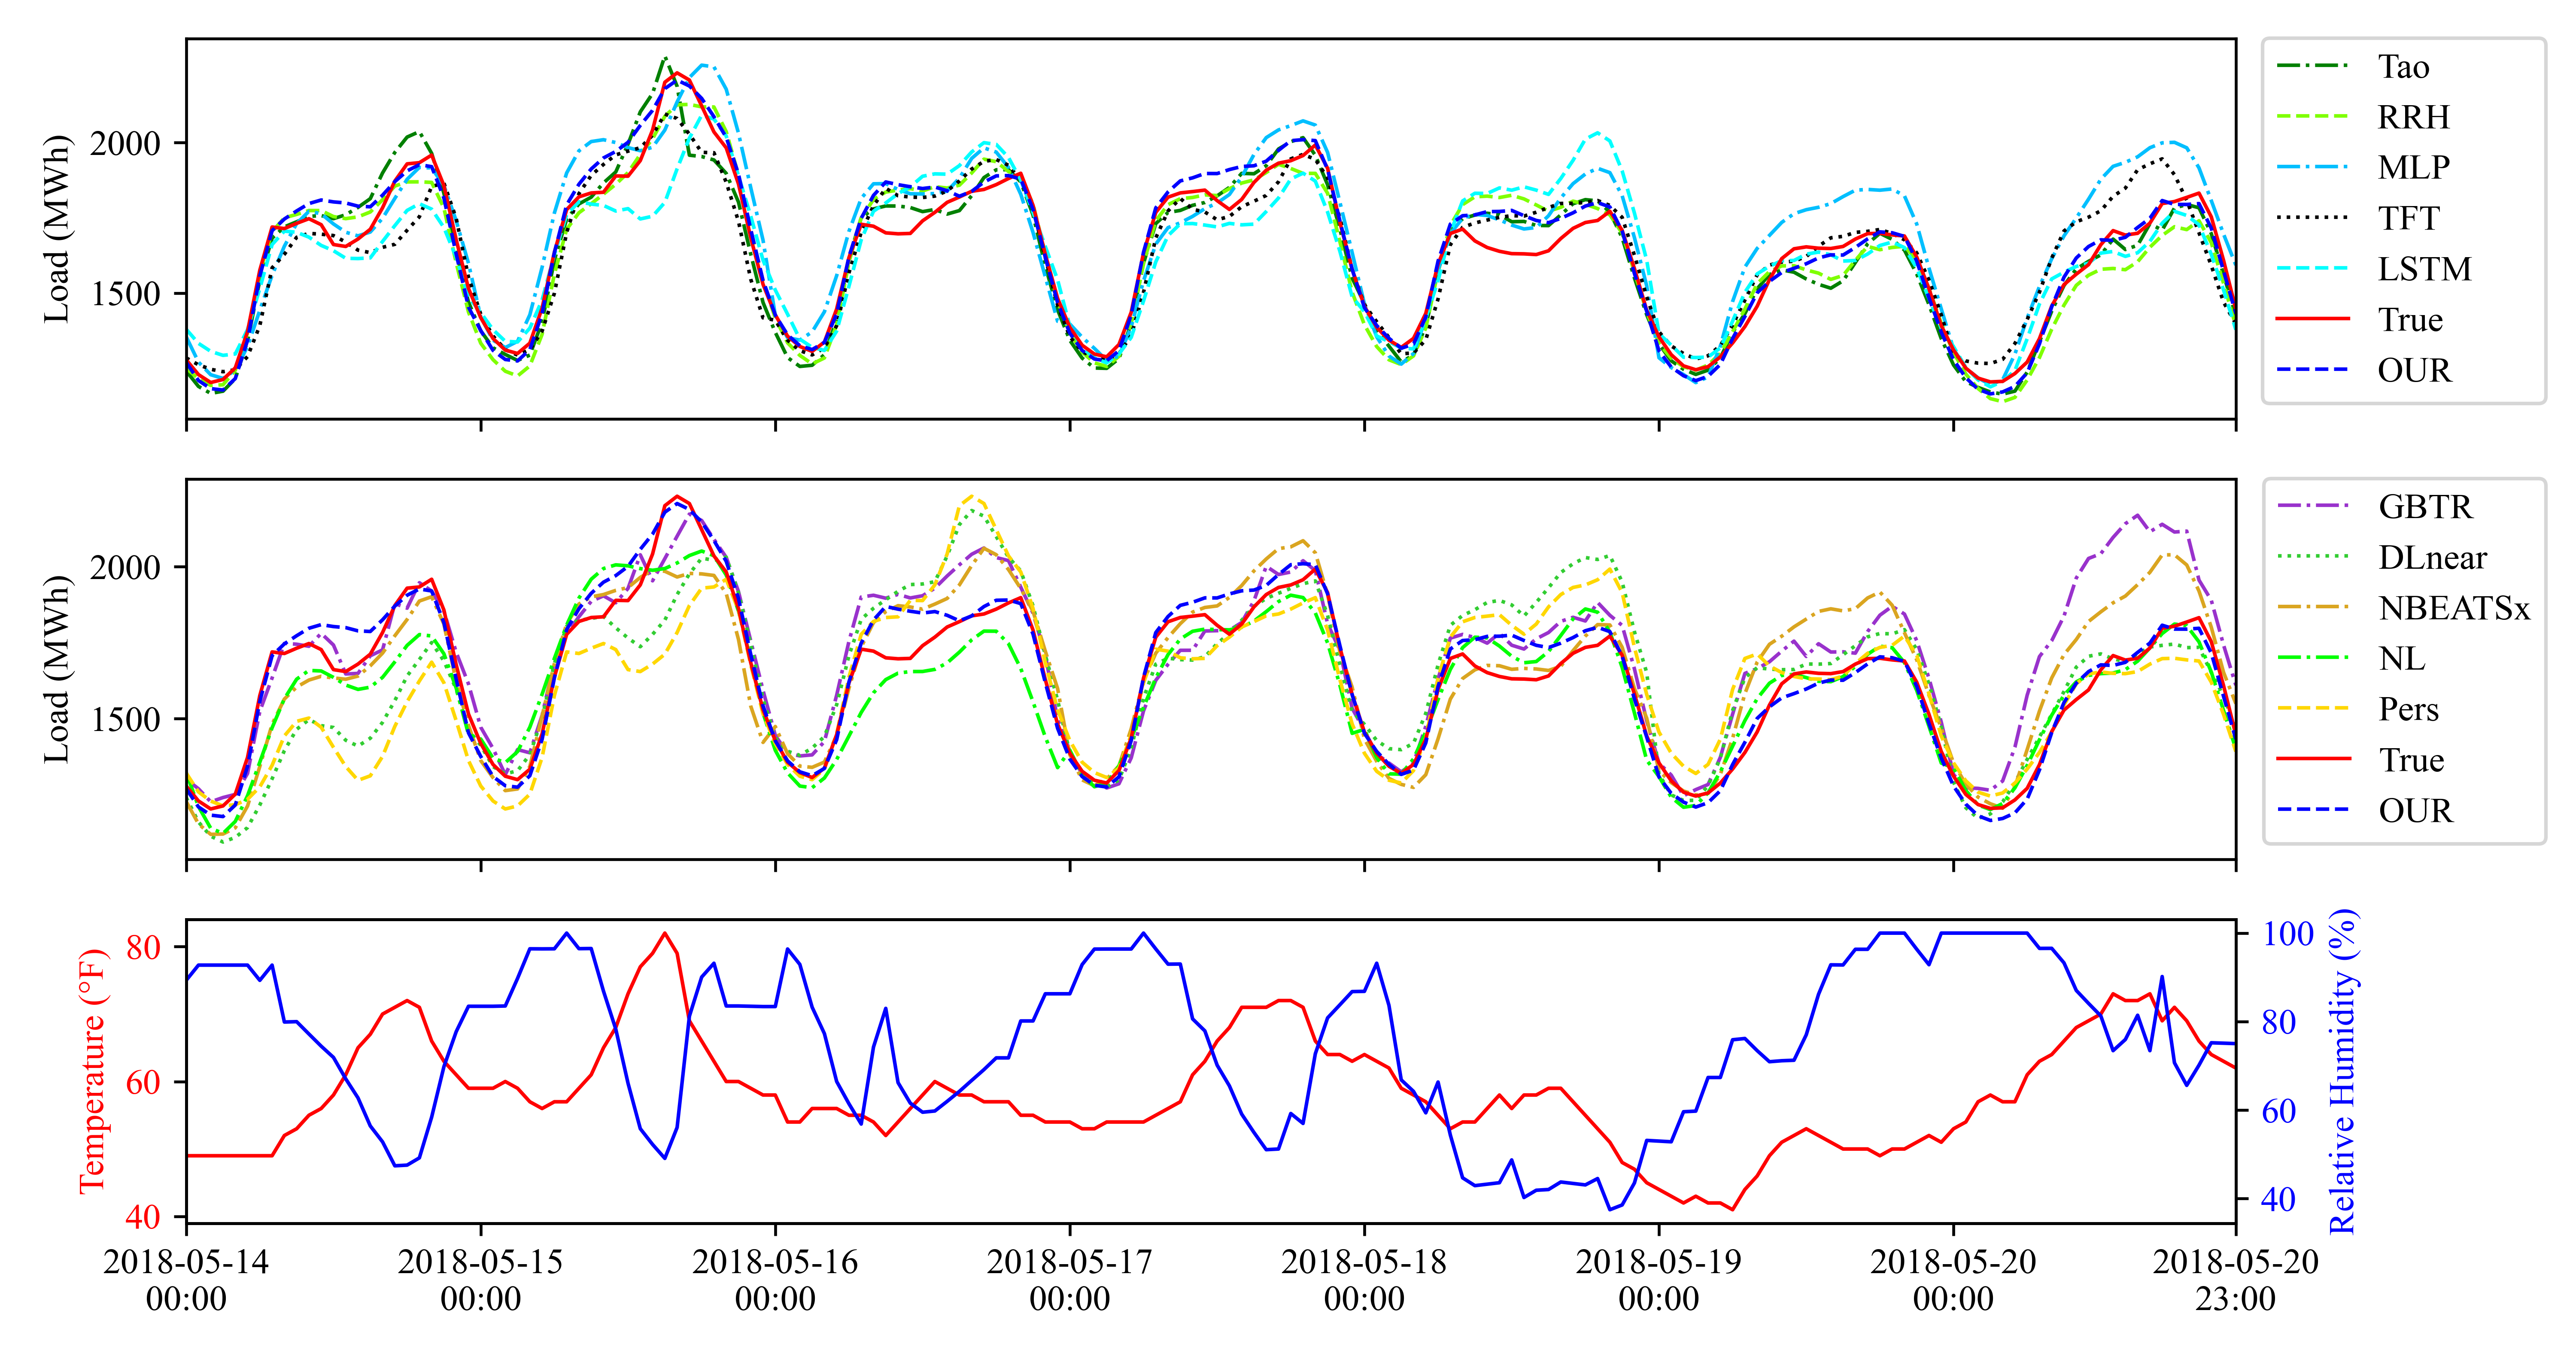 Load (MWh)
2000
1500
Tao
RRH
MLP
TFT
LSTM
True
OUR
Load (MWh)
2000
1500
GBTR
DLnear
NBEATSx
NL
Pers
True
OUR
Temperature (°F)
80
60
40
100
80
60
40
Relative Humidity (%)
2018-05-14 2018-05-15 2018-05-16 2018-05-17 2018-05-18 2018-05-19 2018-05-20 2018-05-20
00:00 00:00 00:00 00:00 00:00 00:00 00:00 23:00